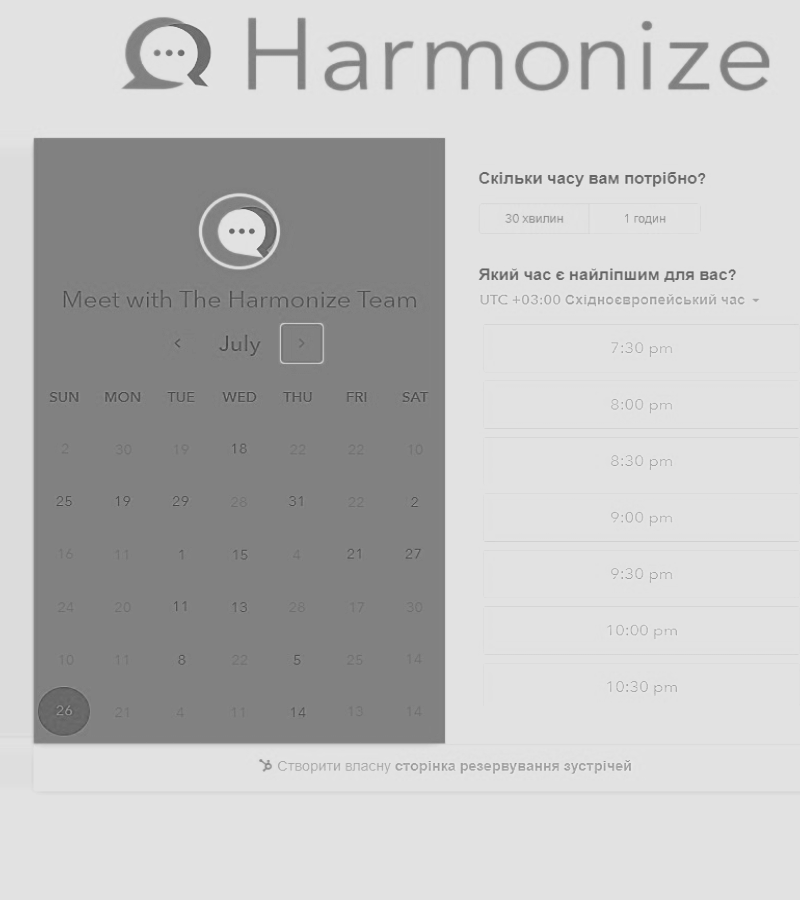 Harmonize
Meet with The Harmonize Team
July
SUN MON TUE WED THU FRI SAT
2 30 19 18 22 22 10
25 19 29 28 31 22 2
16 11 1 15 4 21 27
24 20 11 13 28 17 30
10 11 8 22 5 25 14
26 21 4 11 14 13 14
Скільки часу вам потрібно?
30 хвилин 1 годин
Який час є найліпшим для вас?
UTC +03:00 Східноєвропейський час
7:30 pm
8:00 pm
8:30 pm
9:00 pm
9:30 pm
10:00 pm
10:30 pm
Створити власну сторінка резервування зустрічей